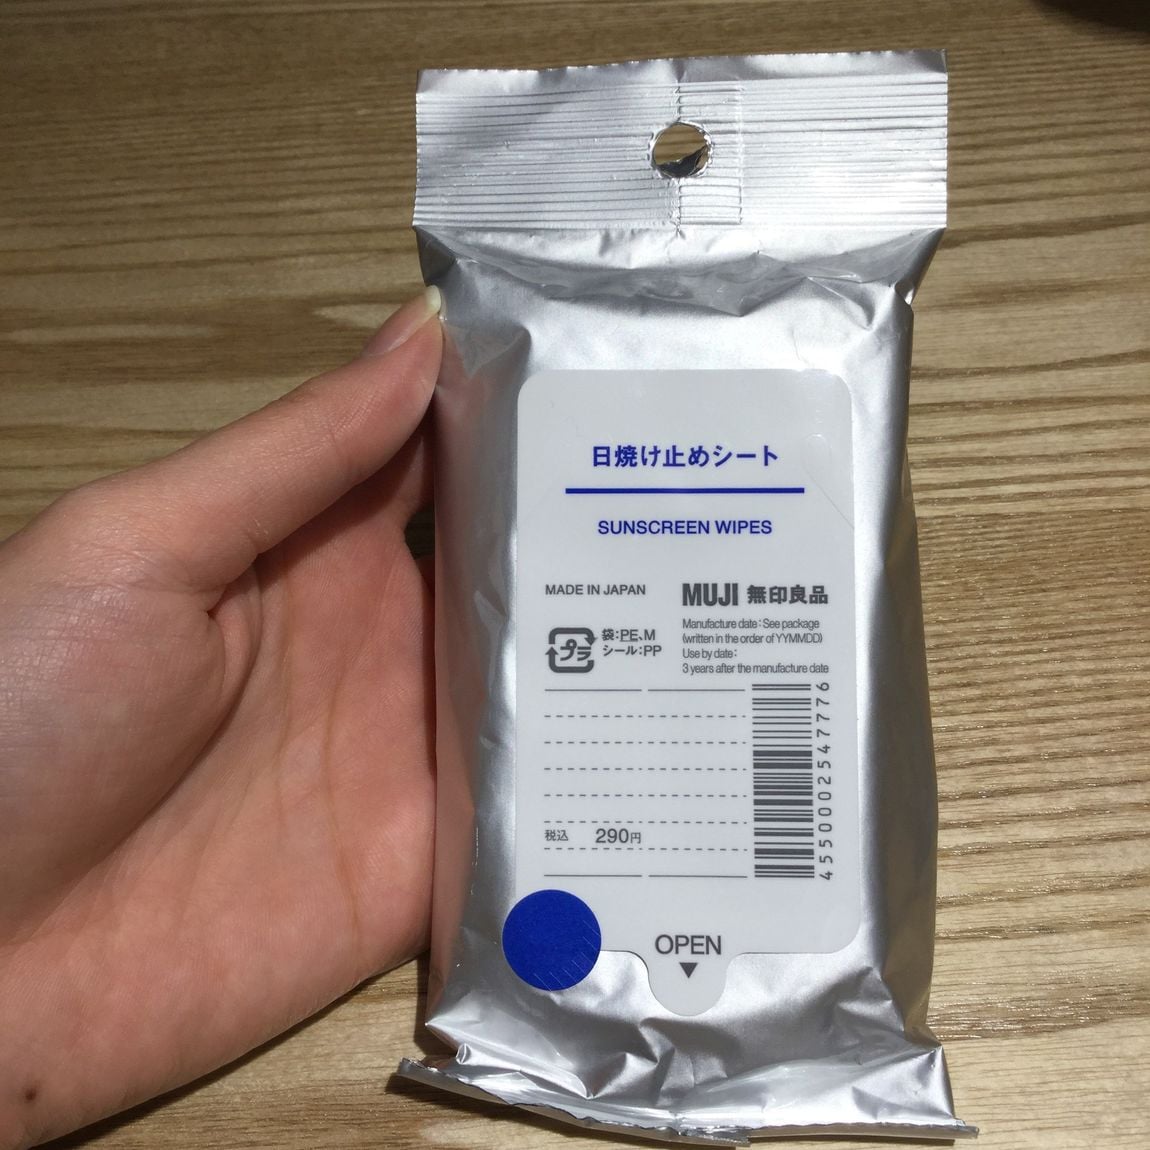 日焼け止めシート
SUNSCREEN WIPES
MADE IN JAPAN
MUJI 無印良品
プラ
袋:PE、M
シール:PP
Manufacture date:See package
(written in the order of YYMMDD)
Use by date:
3 years after the manufacture date
4550002547776
税込 290円
OPEN